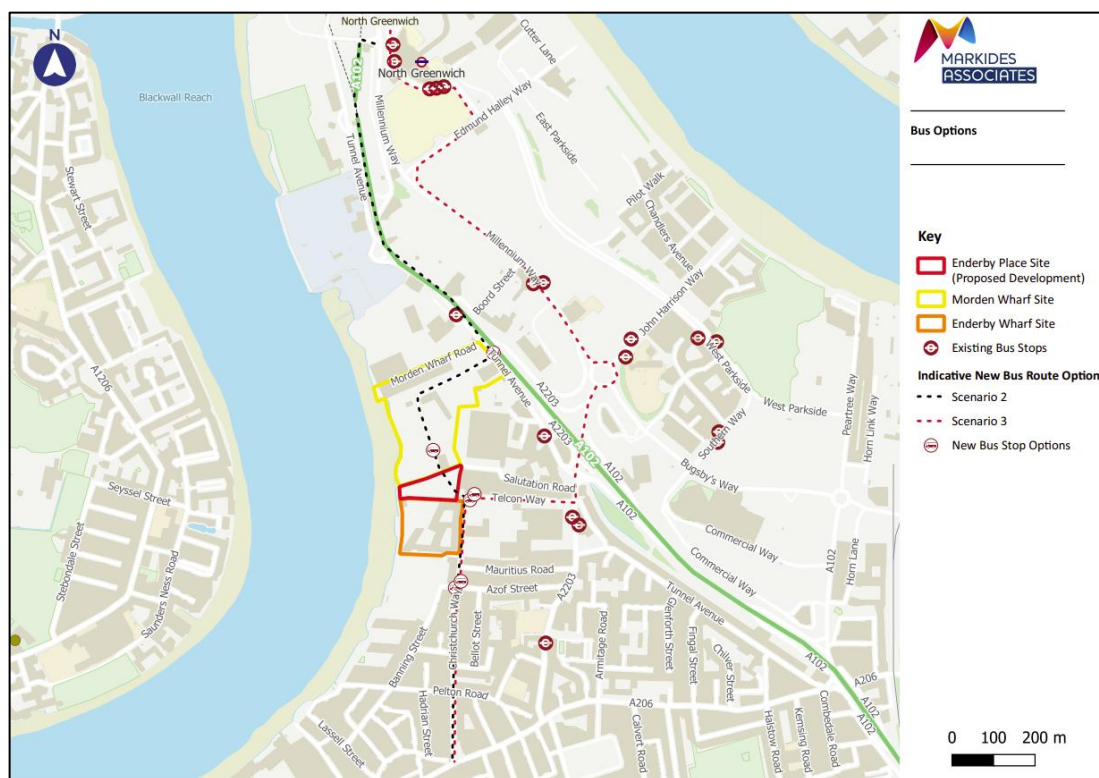 North Greenwich
N
A102
North Greenwich
Cutter Lane
Blackwall Reach
Millennium Way
Edmund Halley Way
East Parkside
Tunnel Avenue
Stewart Street
Pilot Walk
Chandlers Avenue
Millennium Way
John Harrison Way
Boord Street
Morden Wharf Road
Tunnel Avenue
West Parkside
A1206
A2203
West Parkside
Peartree Way
Horn Link Way
Southern Way
A2203
A102
A102
Bugsby's Way
Salutation Road
Seyssel Street
Telcon Way
A102
Commercial Way
A102
Horn Lane
Stebondale Street
Saunders Ness Road
Mauritius Road
Commercial Way
Azof Street
A2203
Tunnel Avenue
Christchurch Way
Bellot Street
Banning Street
Armitage Road
Glenforth Street
Fingal Street
Chilver Street
A102
A206
Pelton Road
A206
Hadrian Street
Lassell Street
Calvert Road
Halstow Road
Kemsing Road
Combedale Road
A102
A102
MARKIDES
ASSOCIATES
Bus Options
Key
Enderby Place Site
(Proposed Development)
Morden Wharf Site
Enderby Wharf Site
Existing Bus Stops
Indicative New Bus Route Option
Scenario 2
Scenario 3
New Bus Stop Options
0 100 200 m